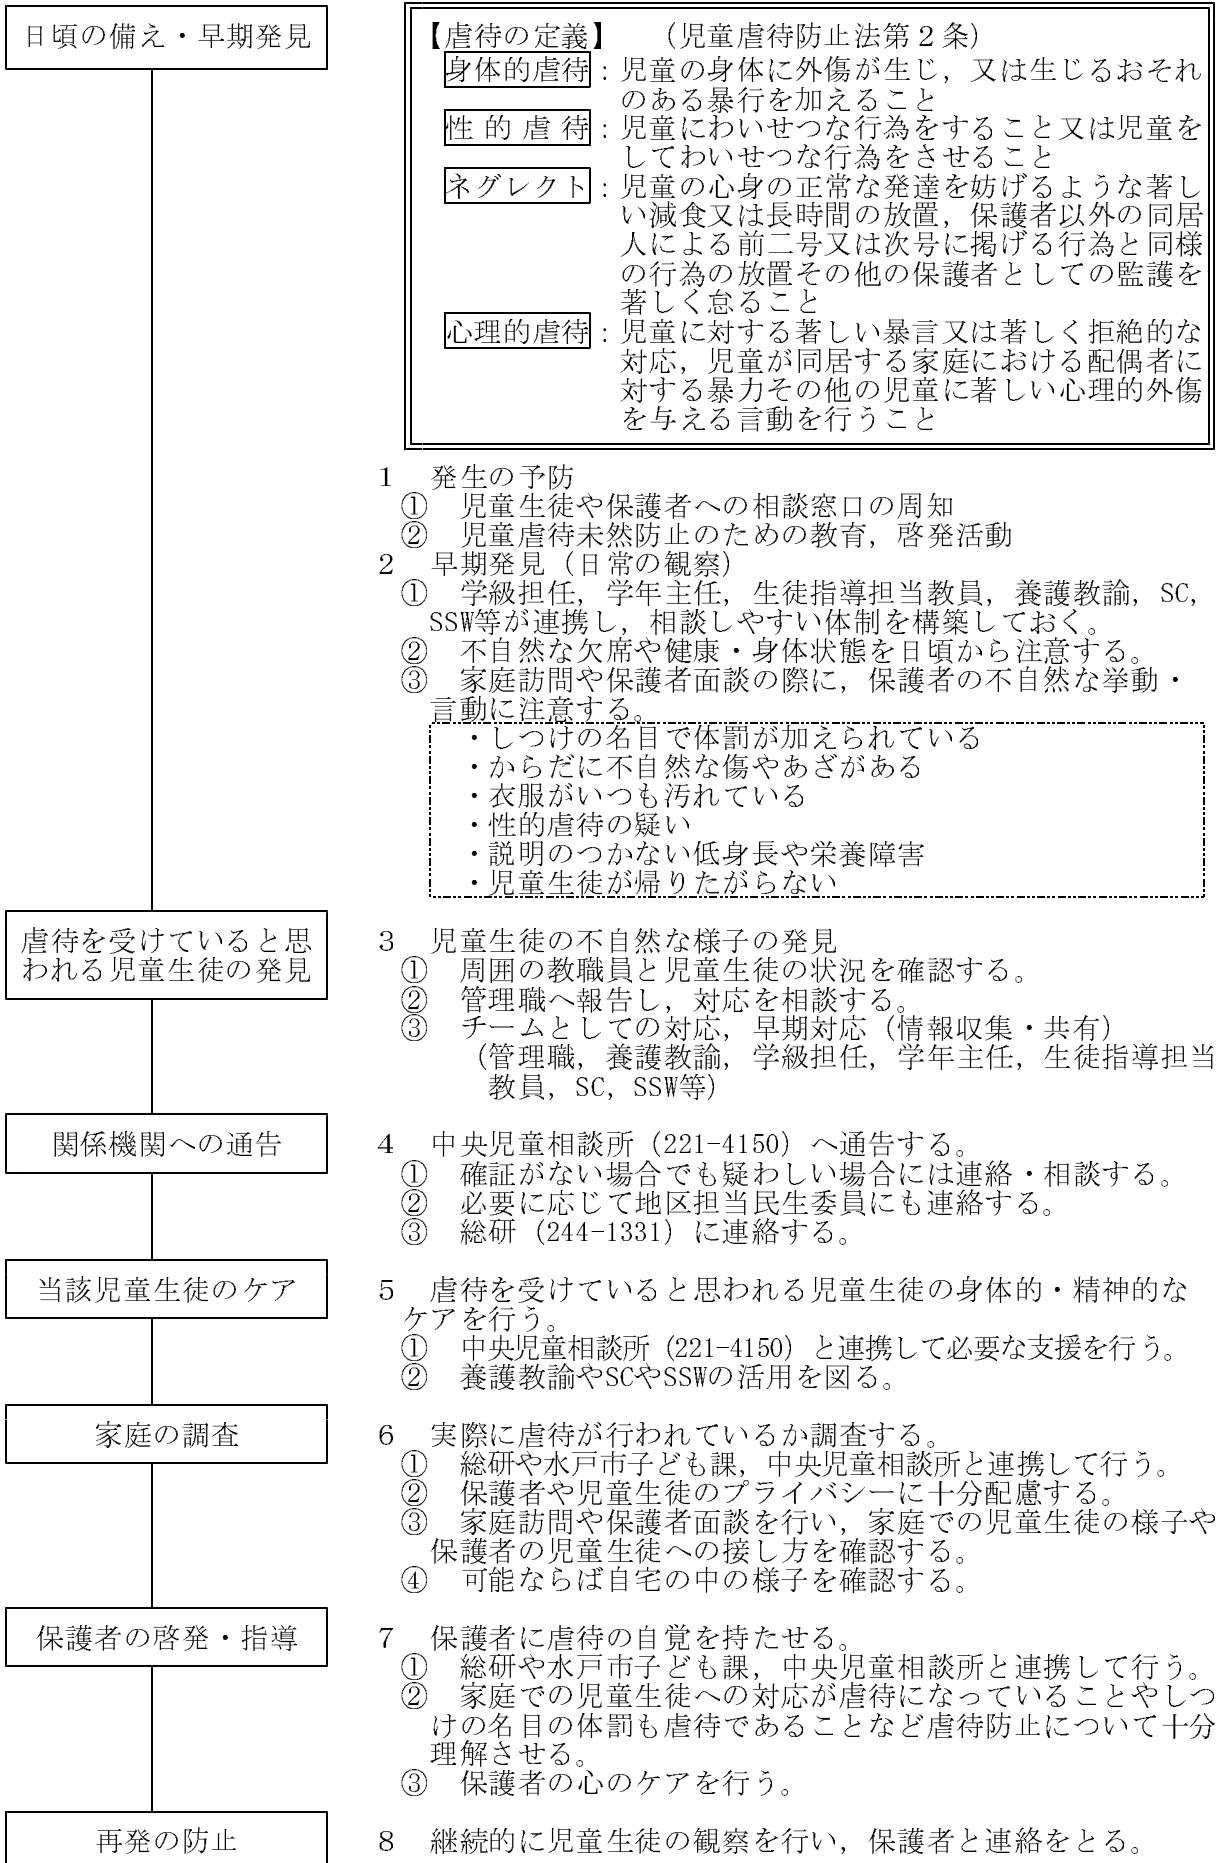 日頃の備え・早期発見
【虐待の定義】　（児童虐待防止法第２条）
身体的虐待：児童の身体に外傷が生じ，又は生じるおそれ
のある暴行を加えること
性的虐待：児童にわいせつな行為をすること又は児童を
してわいせつな行為をさせること
ネグレクト：児童の心身の正常な発達を妨げるような著し
い減食又は長時間の放置，保護者以外の同居
人による前二号又は次号に掲げる行為と同様
の行為の放置その他の保護者としての監護を
著しく怠ること
心理的虐待：児童に対する著しい暴言又は著しく拒絶的な
対応，児童が同居する家庭における配偶者に
対する暴力その他の児童に著しい心理的外傷
を与える言動を行うこと
１　発生の予防
①　児童生徒や保護者への相談窓口の周知
②　児童虐待未然防止のための教育，啓発活動
２　早期発見（日常の観察）
①　学級担任，学年主任，生徒指導担当教員，養護教諭，SC，
SSW等が連携し，相談しやすい体制を構築しておく。
②　不自然な欠席や健康・身体状態を日頃から注意する。
③　家庭訪問や保護者面談の際に，保護者の不自然な挙動・
言動に注意する。
・しつけの名目で体罰が加えられている
・からだに不自然な傷やあざがある
・衣服がいつも汚れている
・性的虐待の疑い
・説明のつかない低身長や栄養障害
・児童生徒が帰りたがらない
虐待を受けていると思
われる児童生徒の発見
３　児童生徒の不自然な様子の発見
①　周囲の教職員と児童生徒の状況を確認する。
②　管理職へ報告し，対応を相談する。
③　チームとしての対応，早期対応（情報収集・共有）
（管理職，養護教諭，学級担任，学年主任，生徒指導担当
教員，SC，SSW等）
関係機関への通告
４　中央児童相談所（221-4150）へ通告する。
①　確証がない場合でも疑わしい場合には連絡・相談する。
②　必要に応じて地区担当民生委員にも連絡する。
③　総研（244-1331）に連絡する。
当該児童生徒のケア
５　虐待を受けていると思われる児童生徒の身体的・精神的な
ケアを行う。
①　中央児童相談所（221-4150）と連携して必要な支援を行う。
②　養護教諭やSCやSSWの活用を図る。
家庭の調査
６　実際に虐待が行われているか調査する。
①　総研や水戸市子ども課，中央児童相談所と連携して行う。
②　保護者や児童生徒のプライバシーに十分配慮する。
③　家庭訪問や保護者面談を行い，家庭での児童生徒の様子や
保護者の児童生徒への接し方を確認する。
④　可能ならば自宅の中の様子を確認する。
保護者の啓発・指導
７　保護者に虐待の自覚を持たせる。
①　総研や水戸市子ども課，中央児童相談所と連携して行う。
②　家庭での児童生徒への対応が虐待になっていることやしつ
けの名目の体罰も虐待であることなど虐待防止について十分
理解させる。
③　保護者の心のケアを行う。
再発の防止
８　継続的に児童生徒の観察を行い，保護者と連絡をとる。